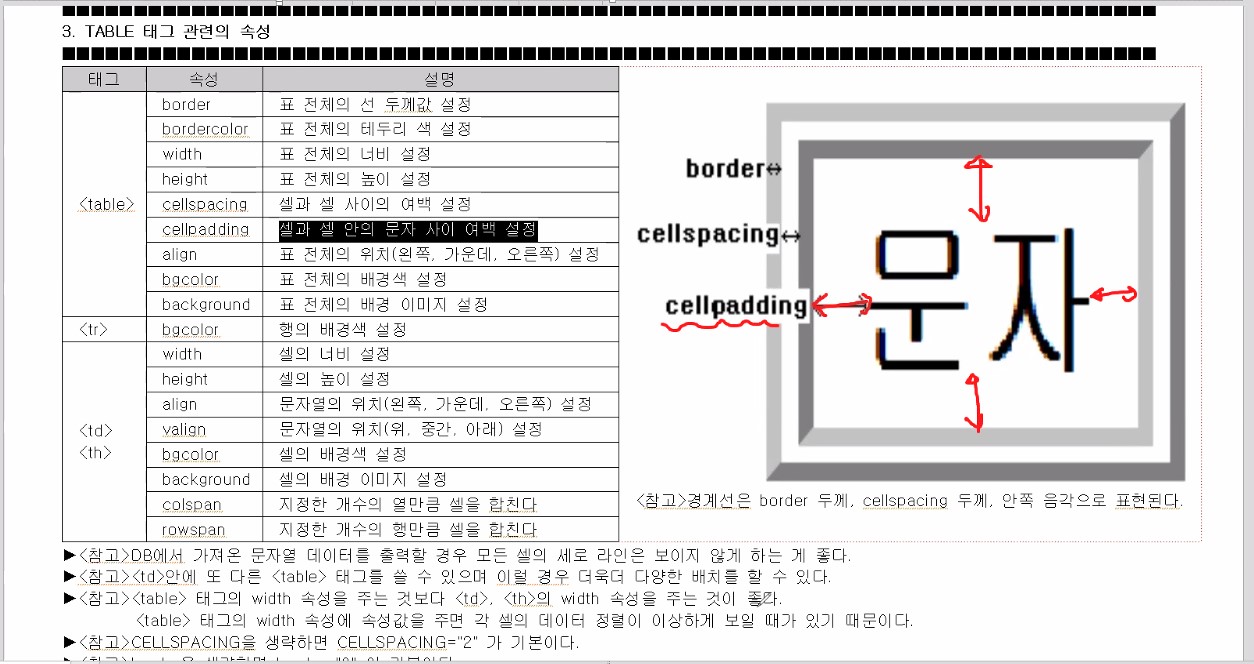 3. TABLE 태그 관련의 속성
태그 속성 설명
<table>
border 표 전체의 선 두께값 설정
bordercolor 표 전체의 테두리 색 설정
width 표 전체의 너비 설정
height 표 전체의 높이 설정
cellspacing 셀과 셀 사이의 여백 설정
cellpadding 셀과 셀 안의 문자 사이 여백 설정
align 표 전체의 위치(왼쪽, 가운데, 오른쪽) 설정
bgcolor 표 전체의 배경색 설정
background 표 전체의 배경 이미지 설정
<tr>
bgcolor 행의 배경색 설정
<td>
<th>
width 셀의 너비 설정
height 셀의 높이 설정
align 문자열의 위치(왼쪽, 가운데, 오른쪽) 설정
valign 문자열의 위치(위, 중간, 아래) 설정
bgcolor 셀의 배경색 설정
background 셀의 배경 이미지 설정
colspan 지정한 개수의 열만큼 셀을 합친다
rowspan 지정한 개수의 행만큼 셀을 합친다
border↔
cellspacing↔
cellpadding
문자
<참고>경계선은 border 두께, cellspacing 두께, 안쪽 음각으로 표현된다.
▶<참고>DB에서 가져온 문자열 데이터를 출력할 경우 모든 셀의 세로 라인은 보이지 않게 하는 게 좋다.
▶<참고><td>안에 또 다른 <table> 태그를 쓸 수 있으며 이럴 경우 더욱더 다양한 배치를 할 수 있다.
▶<참고><table> 태그의 width 속성을 주는 것보다 <td>, <th>의 width 속성을 주는 것이 좋다.
<table> 태그의 width 속성에 속성값을 주면 각 셀의 데이터 정렬이 이상하게 보일 때가 있기 때문이다.
▶<참고>CELLSPACING을 생략하면 CELLSPACING="2" 가 기본이다.